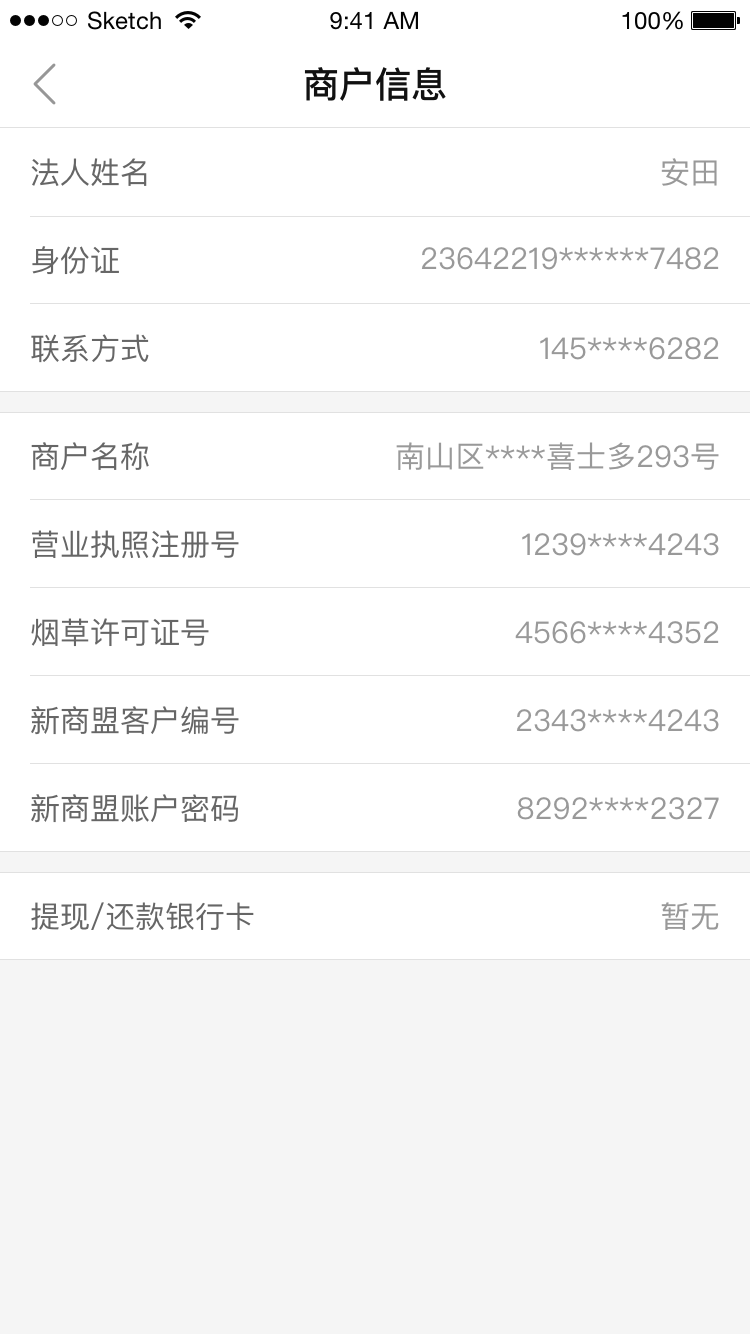 Sketch 9:41 AM 100%
商户信息
法人姓名 安田
身份证 23642219******7482
联系方式 145****6282
商户名称 南山区****喜士多293号
营业执照注册号 1239****4243
烟草许可证号 4566****4352
新商盟客户编号 2343****4243
新商盟账户密码 8292****2327
提现/还款银行卡 暂无